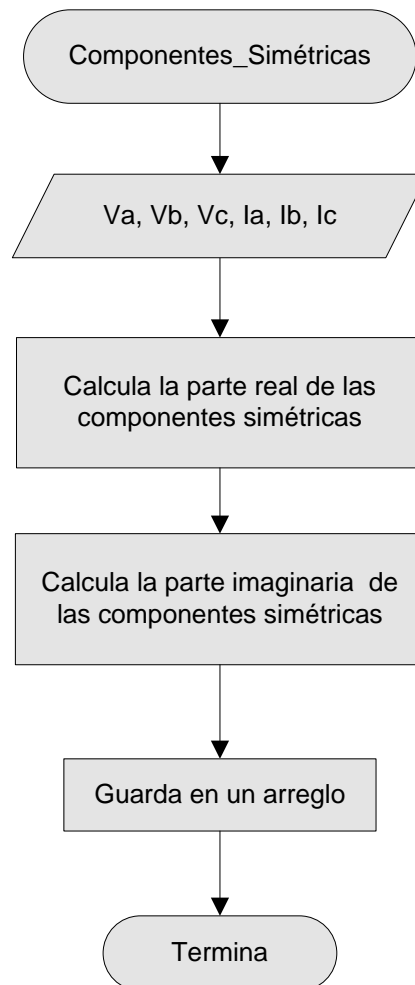 Componentes_Simétricas
Va, Vb, Vc, Ia, Ib, Ic
Calcula la parte real de las
componentes simétricas
Calcula la parte imaginaria  de
las componentes simétricas
Guarda en un arreglo
Termina